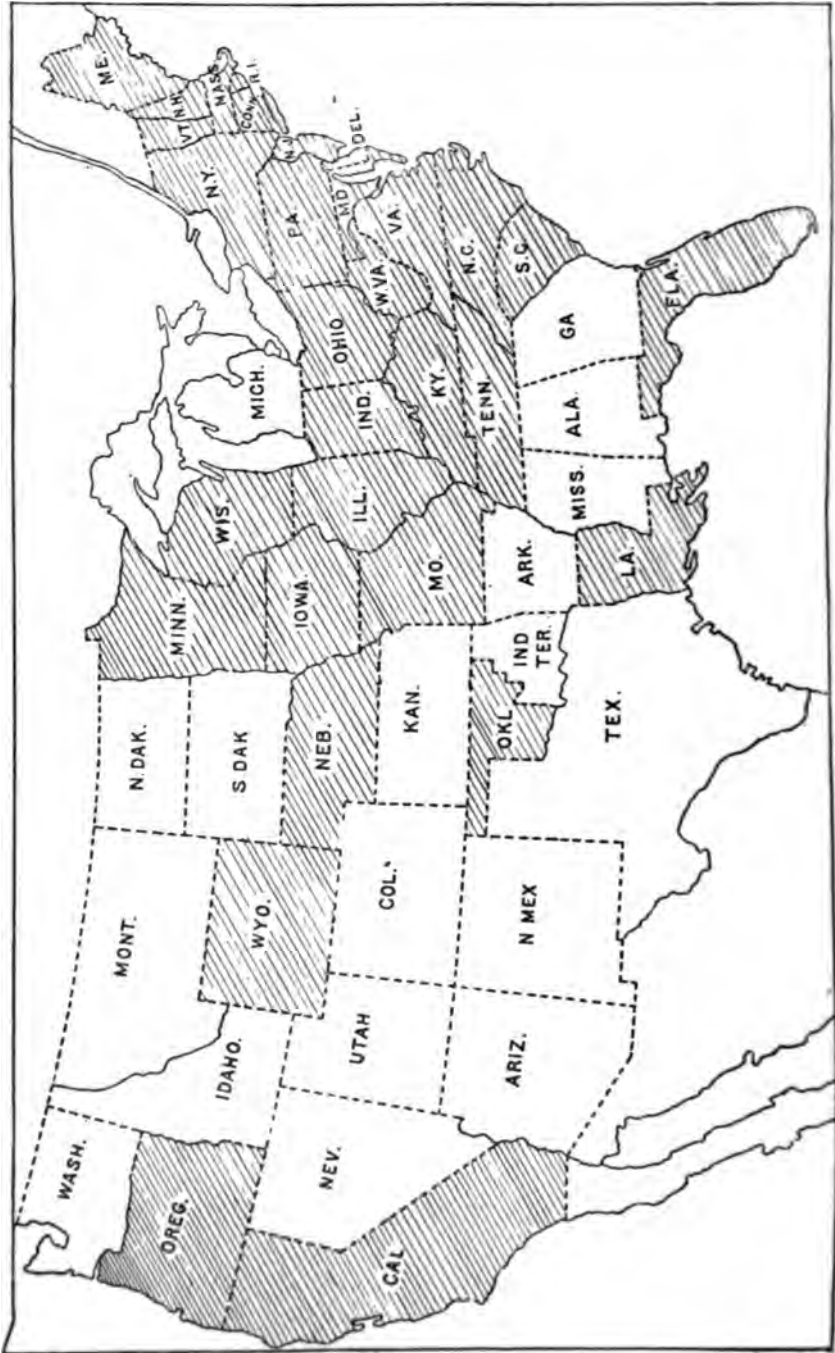 WASH.
OREG.
CAL
NEV.
IDAHO.
MONT.
WYO.
UTAH
ARIZ.
COL.
N MEX
N. DAK.
S. DAK
NEB.
KAN.
OKL.
IND
TER.
TEX.
MINN.
IOWA.
MO.
ARK.
LA.
WIS.
ILL.
MICH.
IND.
OHIO
KY.
TENN.
MISS.
ALA.
GA
FLA.
S.C.
N.C.
VA.
W.VA.
MD
DEL.
PA.
N.J.
N.Y.
VT.
N.H.
ME.
MASS.
CONN
R.I.